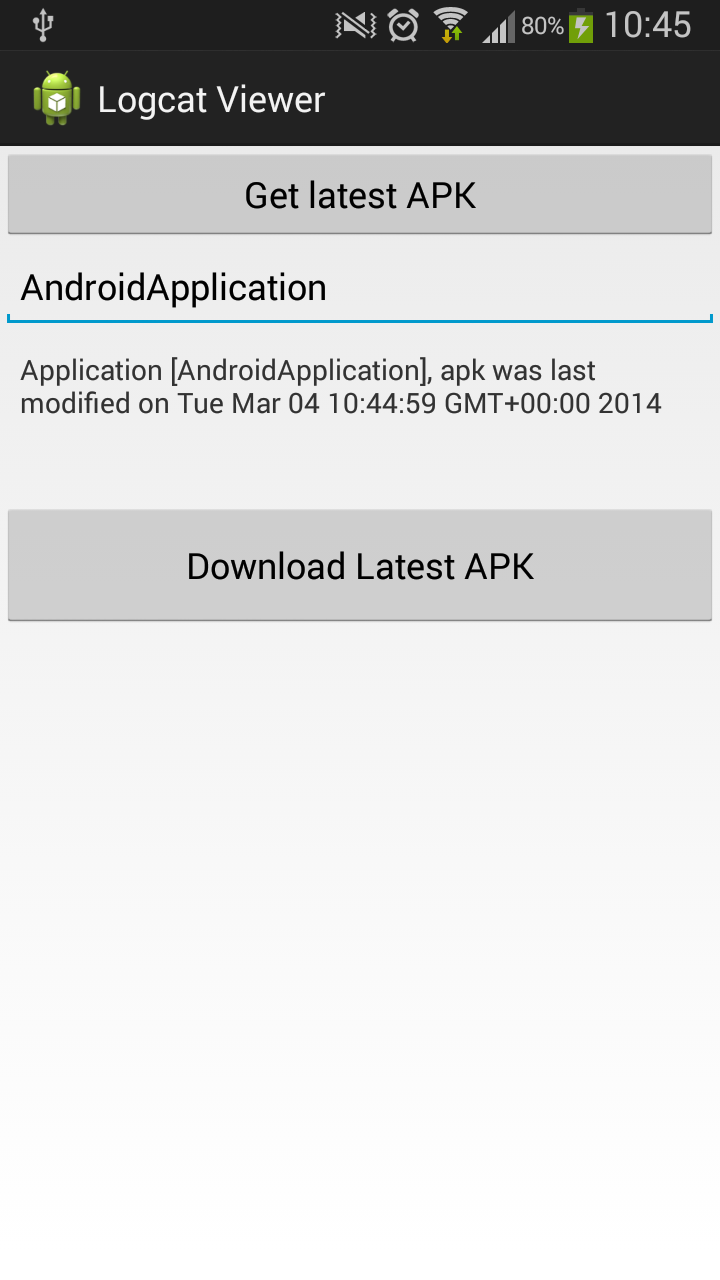 80% 10:45
Logcat Viewer
Get latest APK
AndroidApplication
Application [AndroidApplication], apk was last
modified on Tue Mar 04 10:44:59 GMT+00:00 2014
Download Latest APK